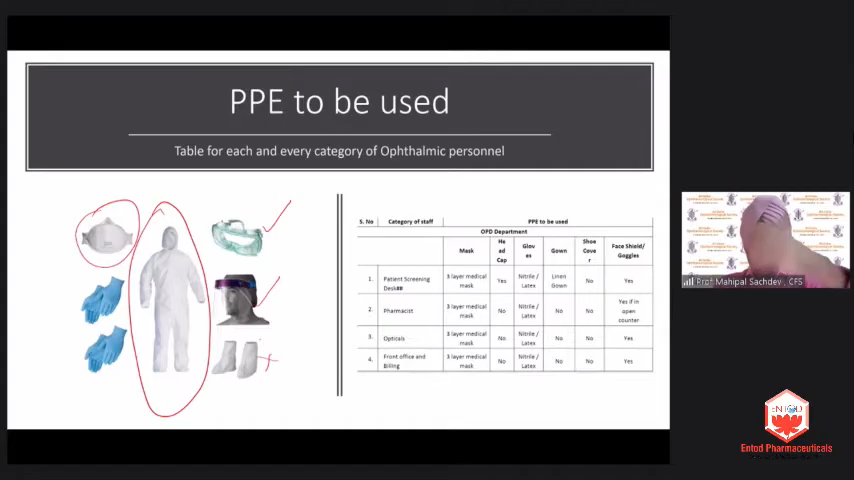 PPE to be used
Table for each and every category of Ophthalmic personnel
S. No Category of staff PPE to be used
OPD Department
Mask He ad Cap Glov es Gown Shoe Cove r Face Shield/ Goggles
1. Patient Screening Desk## 3 layer medical mask Yes Nitrile / Latex Linen Gown No Yes
2. Pharmacist 3 layer medical mask No Nitrile / Latex No No Yes if in open counter
3. Opticals 3 layer medical mask No Nitrile / Latex No No Yes
4. Front office and Billing 3 layer medical mask No Nitrile / Latex No No Yes
Prof Mahipal Sachdev , CFS
ENTOD
Entod Pharmaceuticals